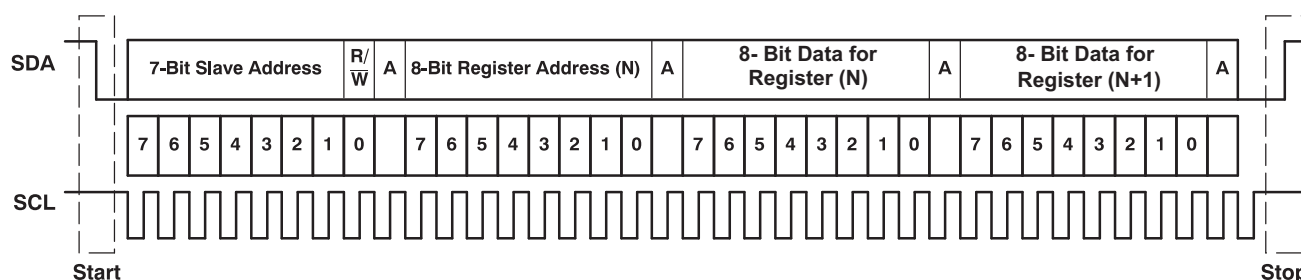 SDA
7-Bit Slave Address
R/
W
A
8-Bit Register Address (N)
A
8- Bit Data for
Register (N)
A
8- Bit Data for
Register (N+1)
A
7 6 5 4 3 2 1 0 7 6 5 4 3 2 1 0 7 6 5 4 3 2 1 0 7 6 5 4 3 2 1 0
SCL
Start
Stop